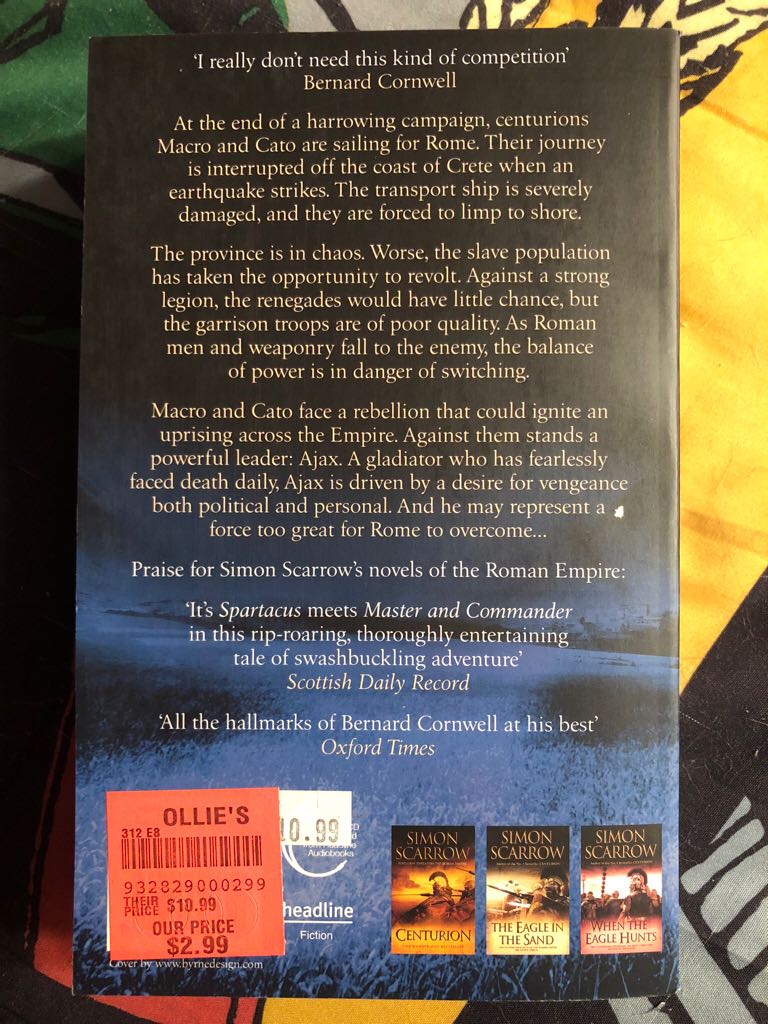 ‘I really don’t need this kind of competition’
Bernard Cornwell
At the end of a harrowing campaign, centurions
Macro and Cato are sailing for Rome. Their journey
is interrupted off the coast of Crete when an
earthquake strikes. The transport ship is severely
damaged, and they are forced to limp to shore.
The province is in chaos. Worse, the slave population
has taken the opportunity to revolt. Against a strong
legion, the renegades would have little chance, but
the garrison troops are of poor quality. As Roman
men and weaponry fall to the enemy, the balance
of power is in danger of switching.
Macro and Cato face a rebellion that could ignite an
uprising across the Empire. Against them stands a
powerful leader: Ajax. A gladiator who has fearlessly
faced death daily, Ajax is driven by a desire for vengeance
both political and personal. And he may represent a
force too great for Rome to overcome...
Praise for Simon Scarrow’s novels of the Roman Empire:
‘It’s Spartacus meets Master and Commander
in this rip-roaring, thoroughly entertaining
tale of swashbuckling adventure’
Scottish Daily Record
‘All the hallmarks of Bernard Cornwell at his best’
Oxford Times
OLLIE'S
312 E8
932829000299
THEIR
PRICE $10.99
OUR PRICE
$2.99
10.99
CD
Audiobooks
headline
Fiction
Cover by www.byrnedesign.com
SIMON
SCARROW
CENTURION
SIMON
SCARROW
THE EAGLE IN
THE SAND
SIMON
SCARROW
WHEN THE
EAGLE HUNTS